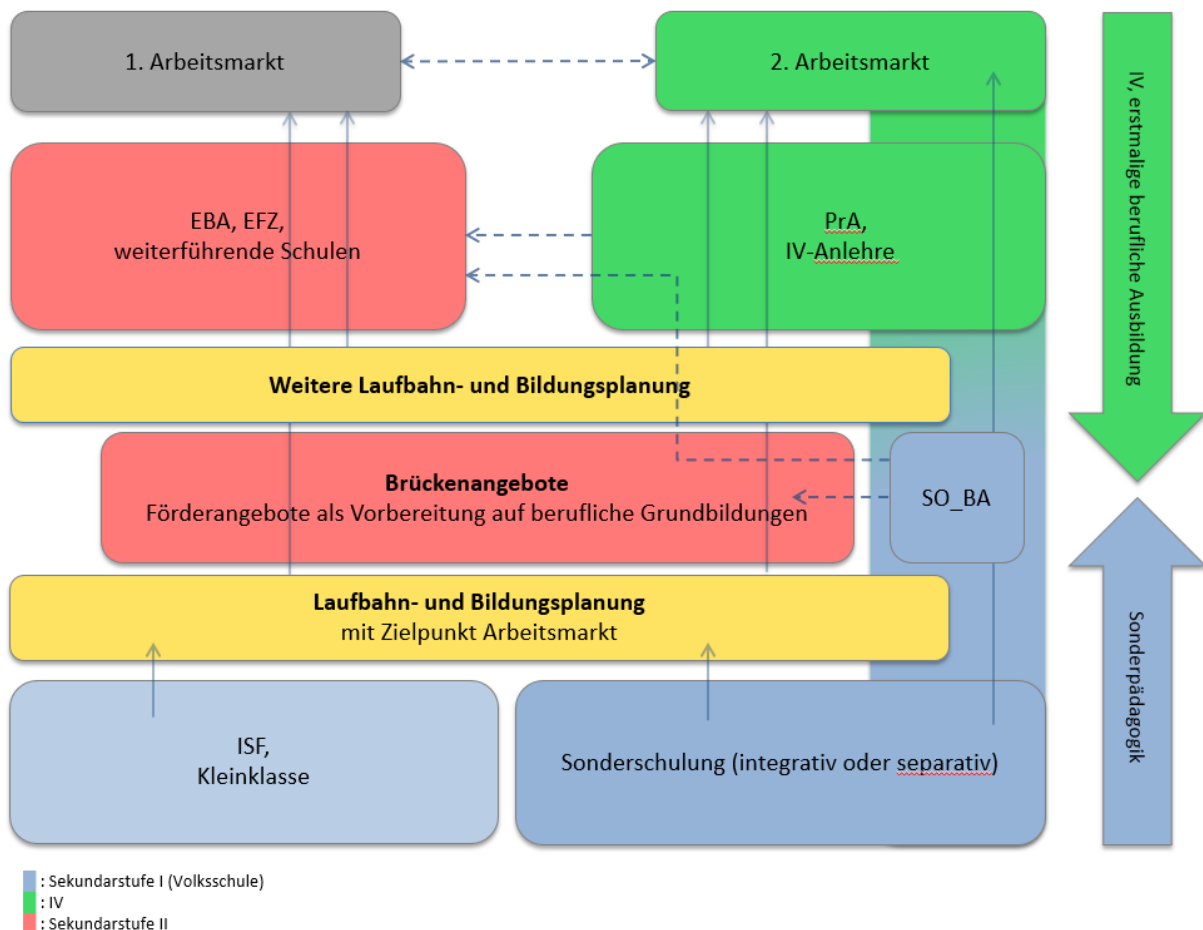 1. Arbeitsmarkt
2. Arbeitsmarkt
EBA, EFZ,
weiterführende Schulen
PrA,
IV-Anlehre
Weitere Laufbahn- und Bildungsplanung
Brückenangebote
Förderangebote als Vorbereitung auf berufliche Grundbildungen
SO_BA
Laufbahn- und Bildungsplanung
mit Zielpunkt Arbeitsmarkt
ISF,
Kleinklasse
Sonderschulung (integrativ oder separativ)
IV, erstmalige berufliche Ausbildung
Sonderpädagogik
: Sekundarstufe I (Volksschule)
: IV
: Sekundarstufe II